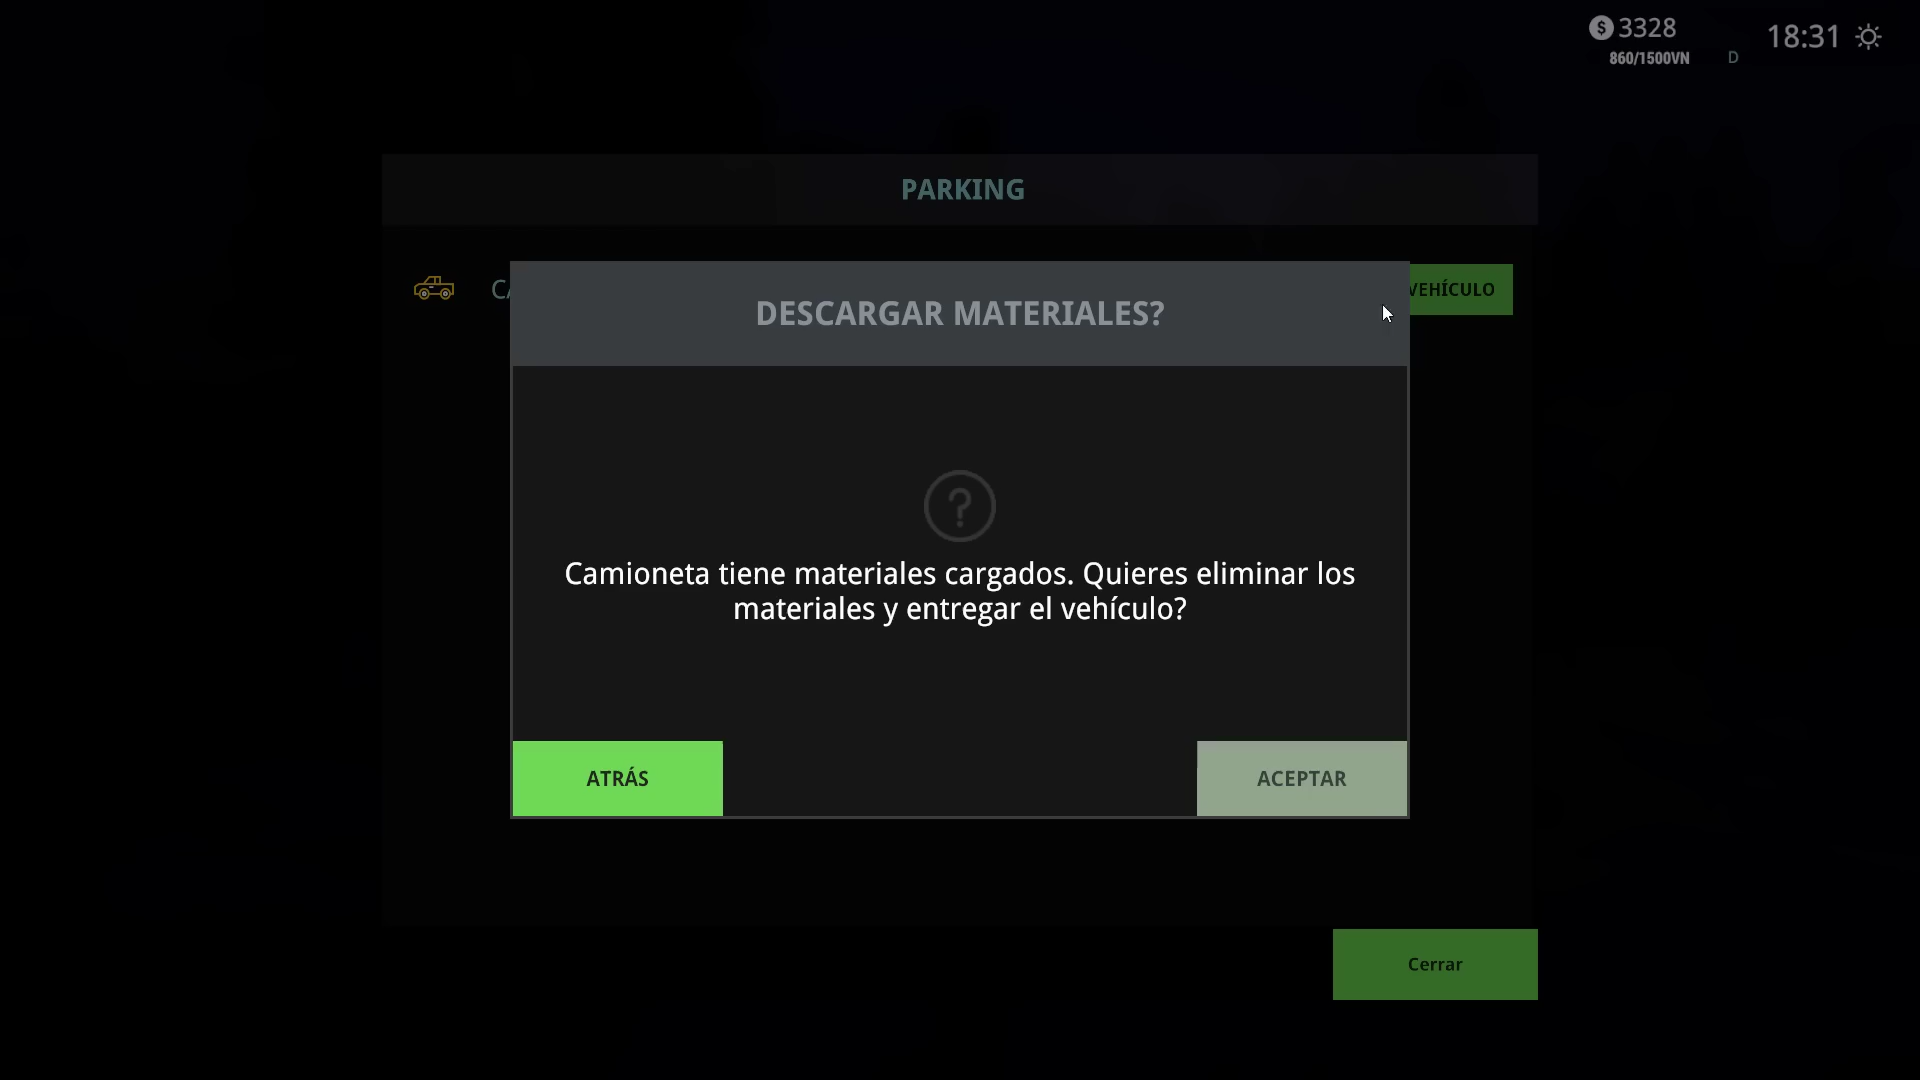 $ 3328
860/1500VN
D
18:31
PARKING
VEHÍCULO
DESCARGAR MATERIALES?
?
Camioneta tiene materiales cargados. Quieres eliminar los
materiales y entregar el vehículo?
ATRÁS
ACEPTAR
Cerrar